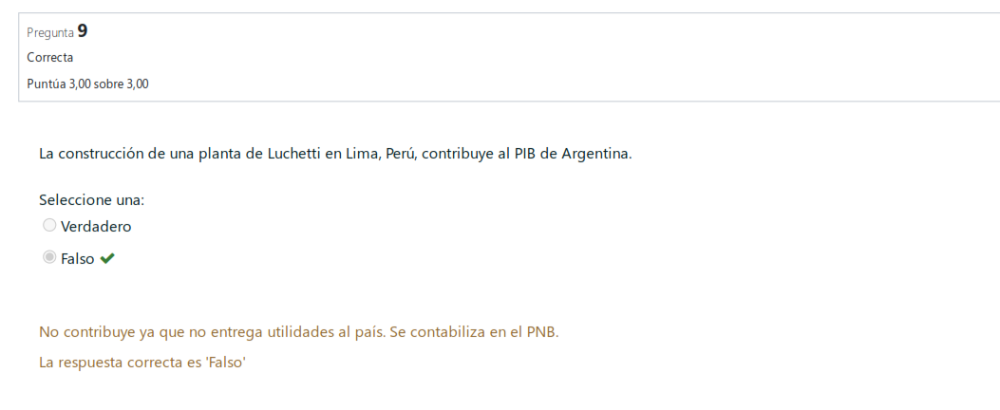 Pregunta 9
Correcta
Puntúa 3,00 sobre 3,00
La construcción de una planta de Luchetti en Lima, Perú, contribuye al PIB de Argentina.
Seleccione una:
Verdadero
Falso
No contribuye ya que no entrega utilidades al país. Se contabiliza en el PNB.
La respuesta correcta es 'Falso'